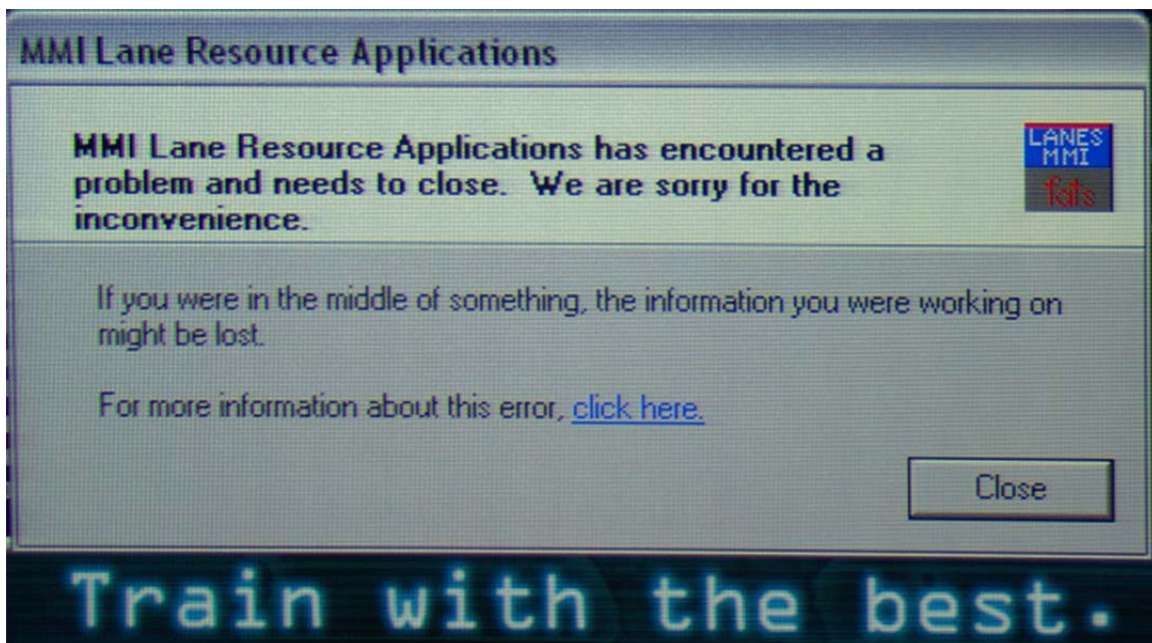 MMI Lane Resource Applications
MMI Lane Resource Applications has encountered a
problem and needs to close.  We are sorry for the
inconvenience.
LANES
MMI
fats
If you were in the middle of something, the information you were working on
might be lost.
For more information about this error, click here.
Close
Train with the best.